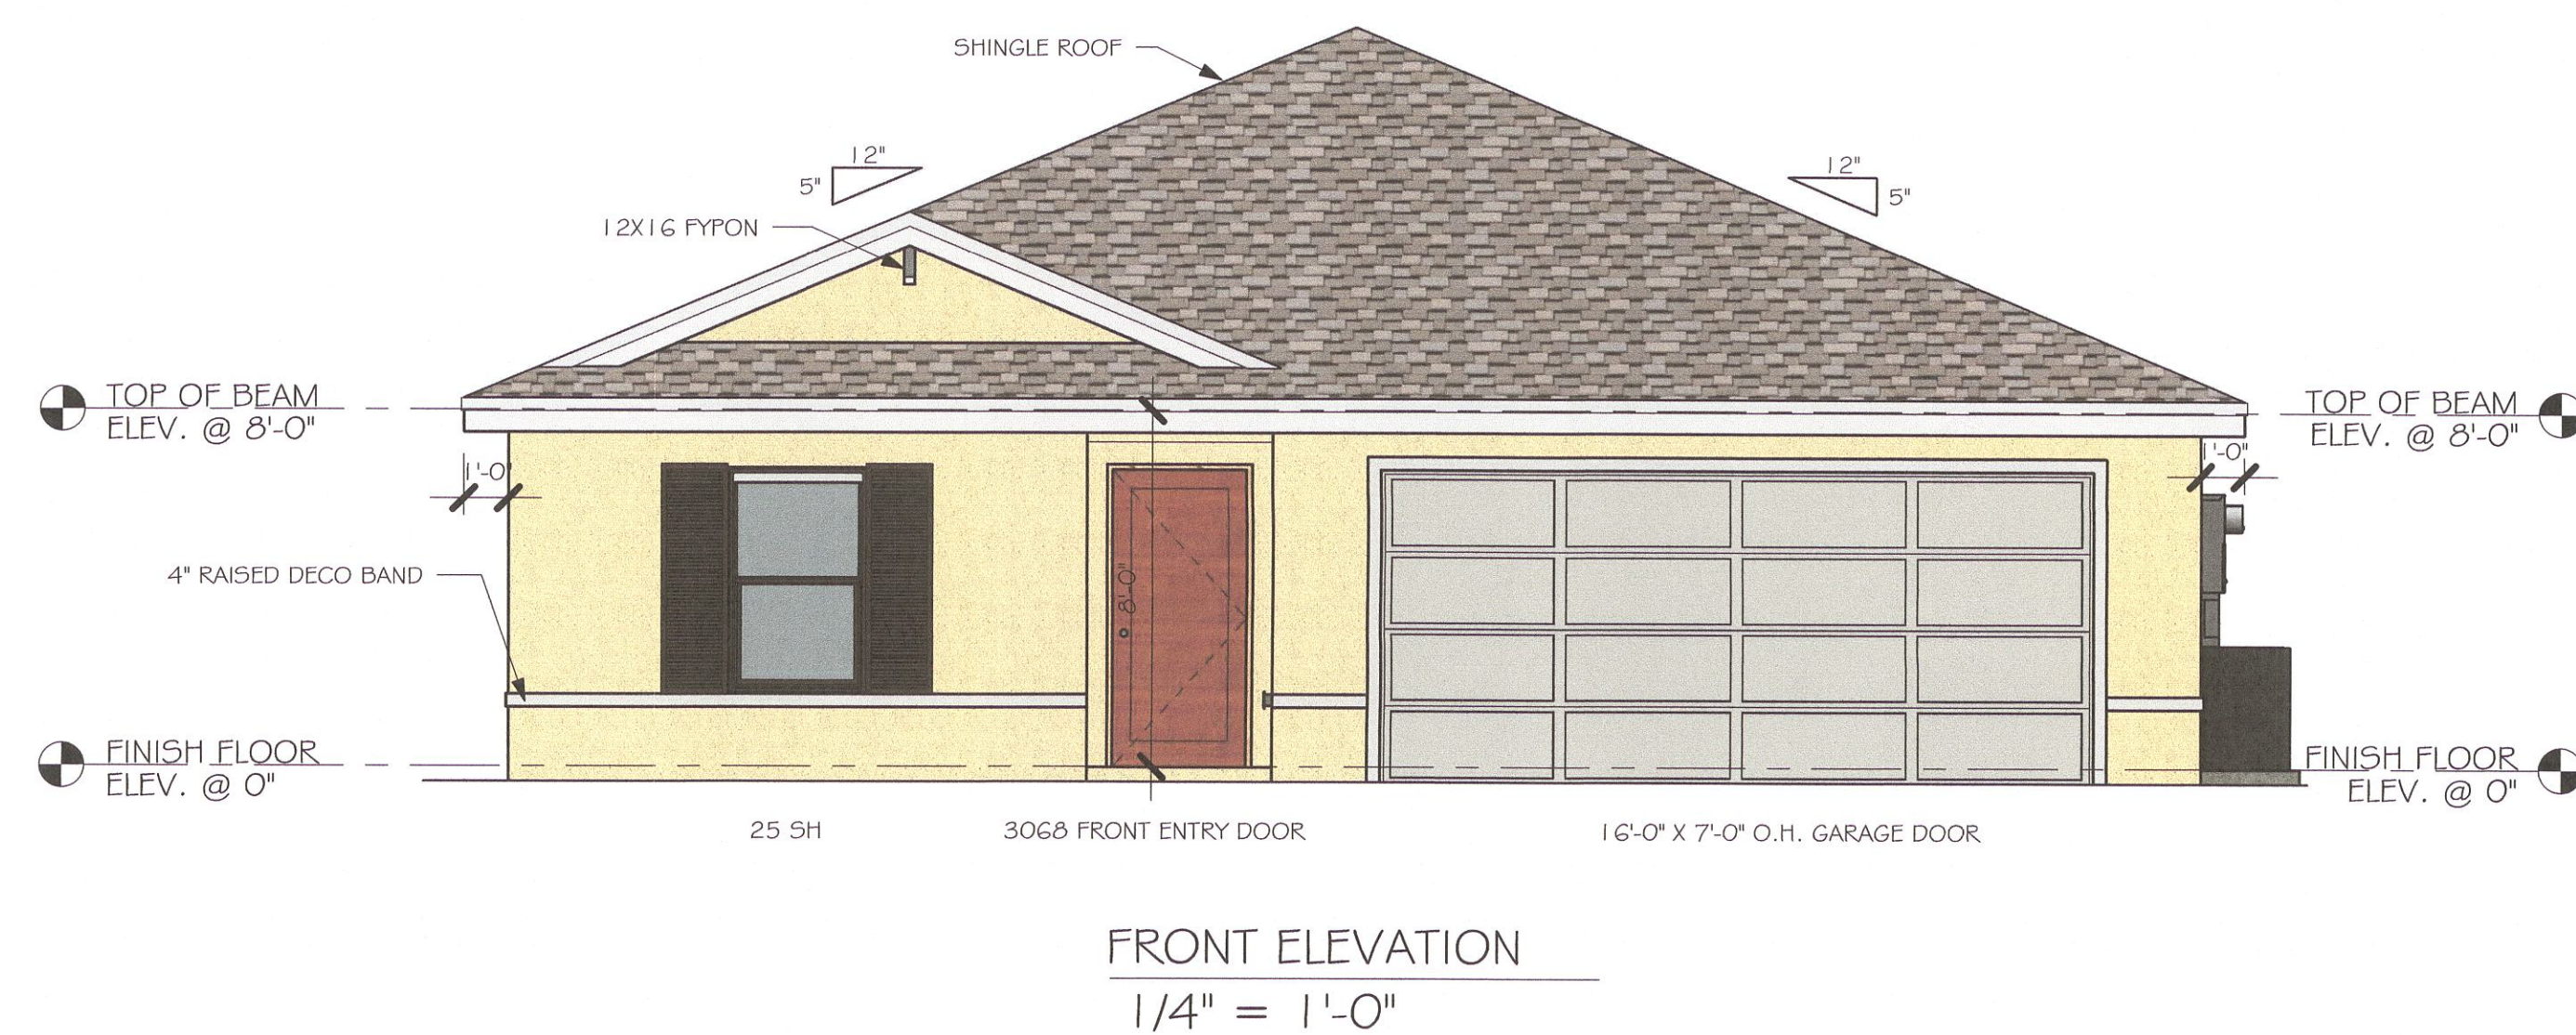 SHINGLE ROOF
12"
5"
12"
5"
12X16 FYPON
TOP OF BEAM
ELEV. @ 8'-0"
TOP OF BEAM
ELEV. @ 8'-0"
1'-0"
1'-0"
4" RAISED DECO BAND
8'-0"
FINISH FLOOR
ELEV. @ 0"
FINISH FLOOR
ELEV. @ 0"
25 SH
3068 FRONT ENTRY DOOR
16'-0" X 7'-0" O.H. GARAGE DOOR
FRONT ELEVATION
1/4" = 1'-0"